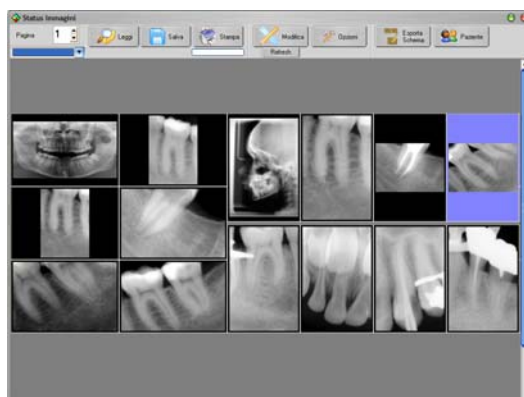 Status Immagini
Pagina 1 Leggi Salva Stampa Modifica Opzioni Esporta Schema Paziente
Refresh